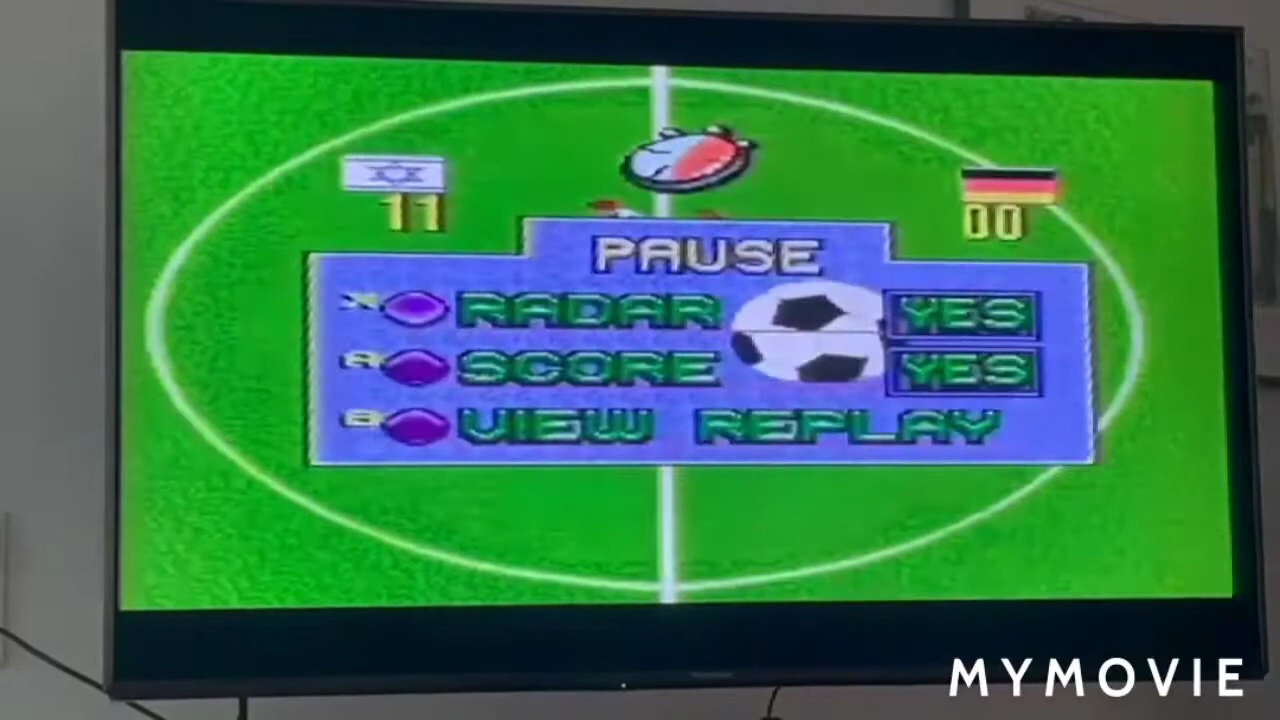 11
00
PAUSE
X RADAR YES
A SCORE YES
B VIEW REPLAY
MYMOVIE